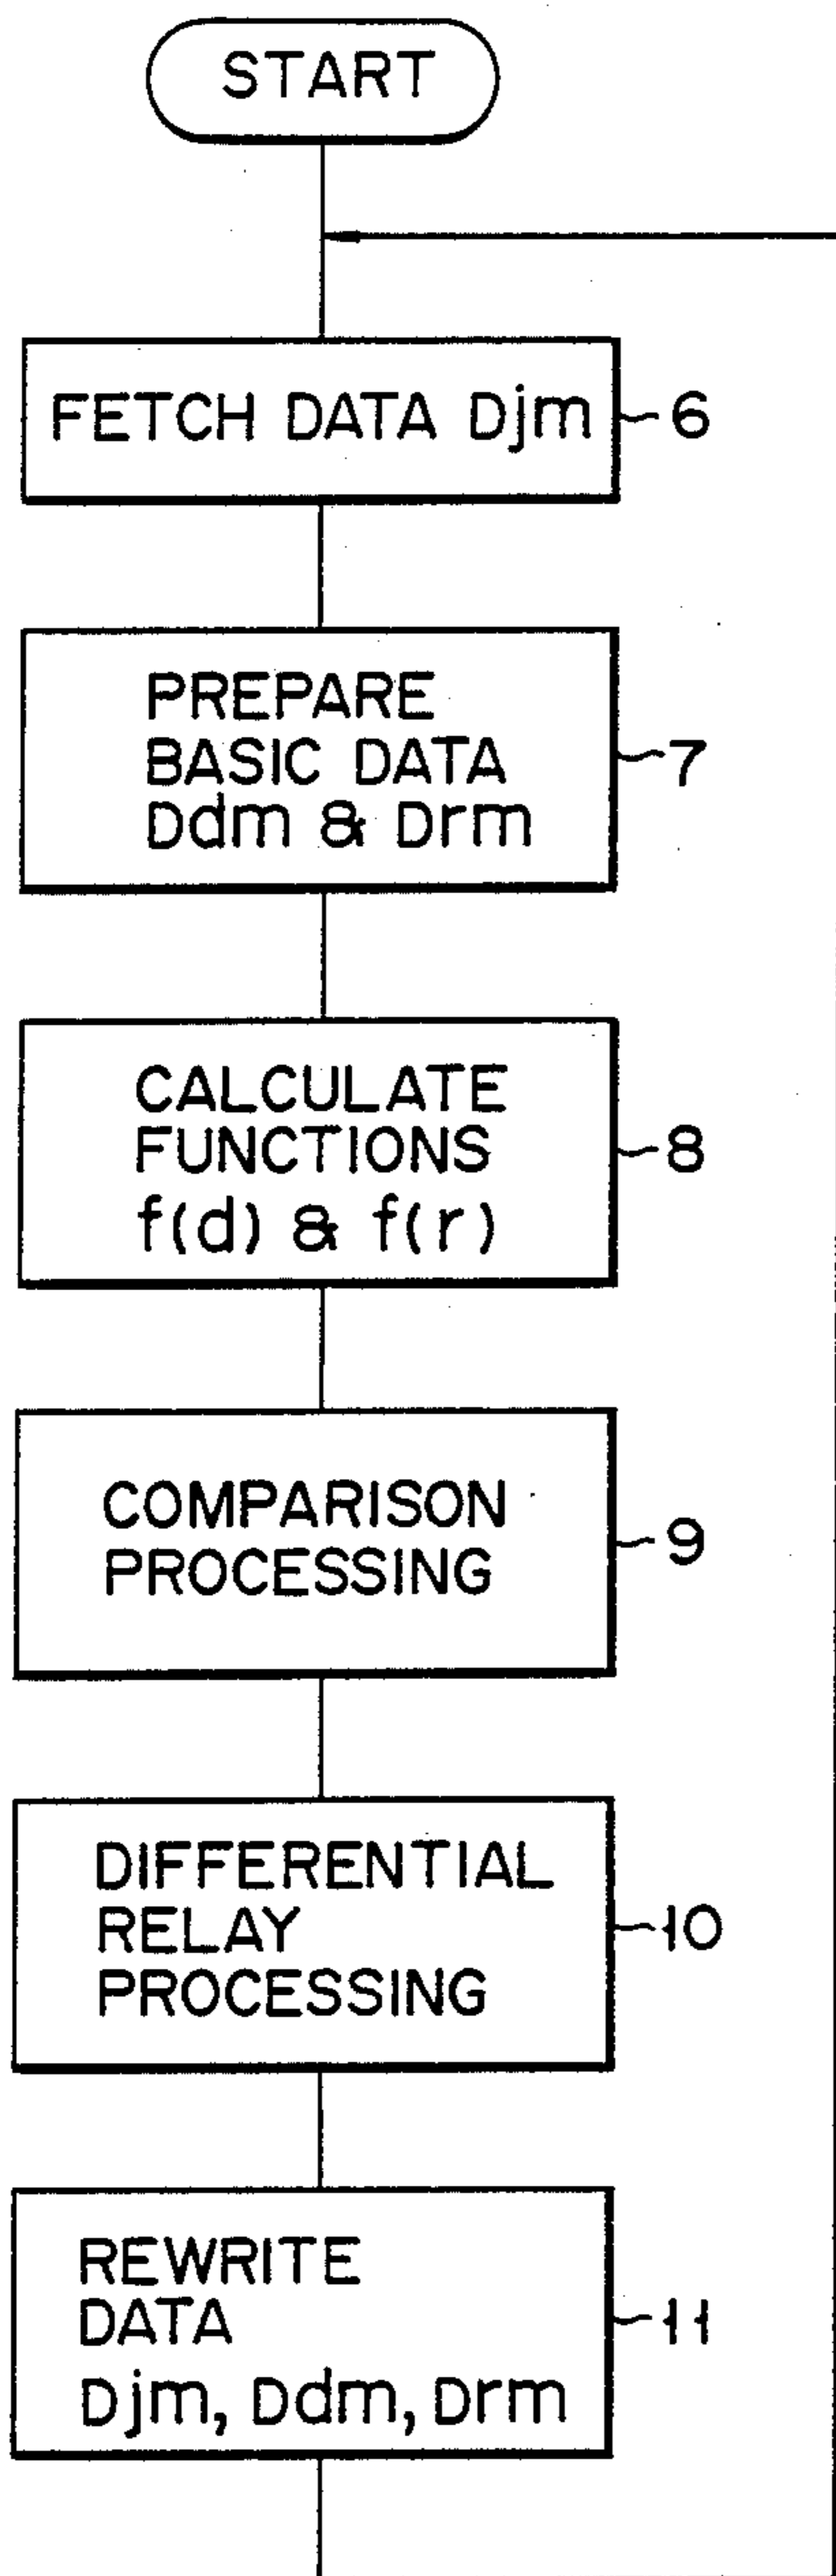 START
FETCH DATA Djm
6
PREPARE
BASIC DATA
Ddm & Drm
7
CALCULATE
FUNCTIONS
f(d) & f(r)
8
COMPARISON
PROCESSING
9
DIFFERENTIAL
RELAY
PROCESSING
10
REWRITE
DATA
Djm, Ddm, Drm
11